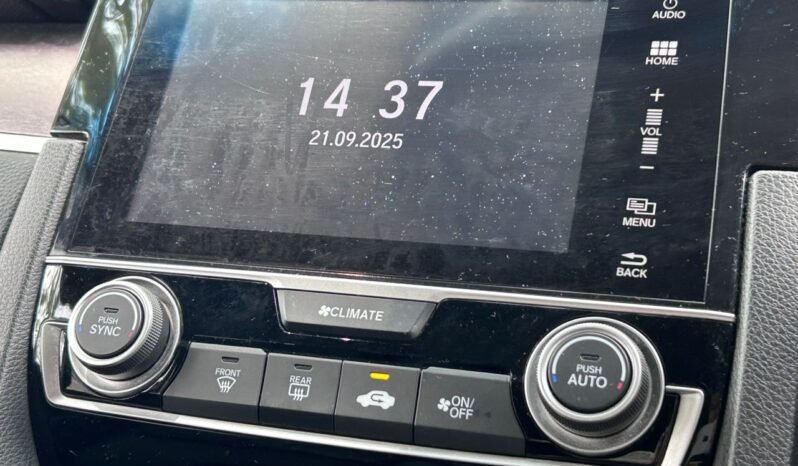 AUDIO
HOME
14 37
21.09.2025
+
VOL
–
MENU
BACK
CLIMATE
PUSH
SYNC
FRONT
REAR
ON/
OFF
PUSH
AUTO